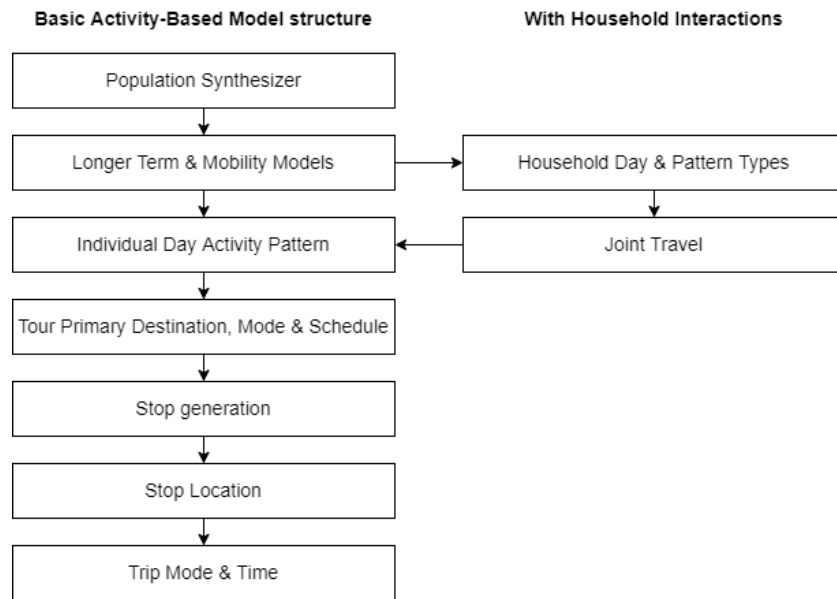 Basic Activity-Based Model structure
With Household Interactions
Population Synthesizer
Longer Term & Mobility Models
Household Day & Pattern Types
Individual Day Activity Pattern
Joint Travel
Tour Primary Destination, Mode & Schedule
Stop generation
Stop Location
Trip Mode & Time